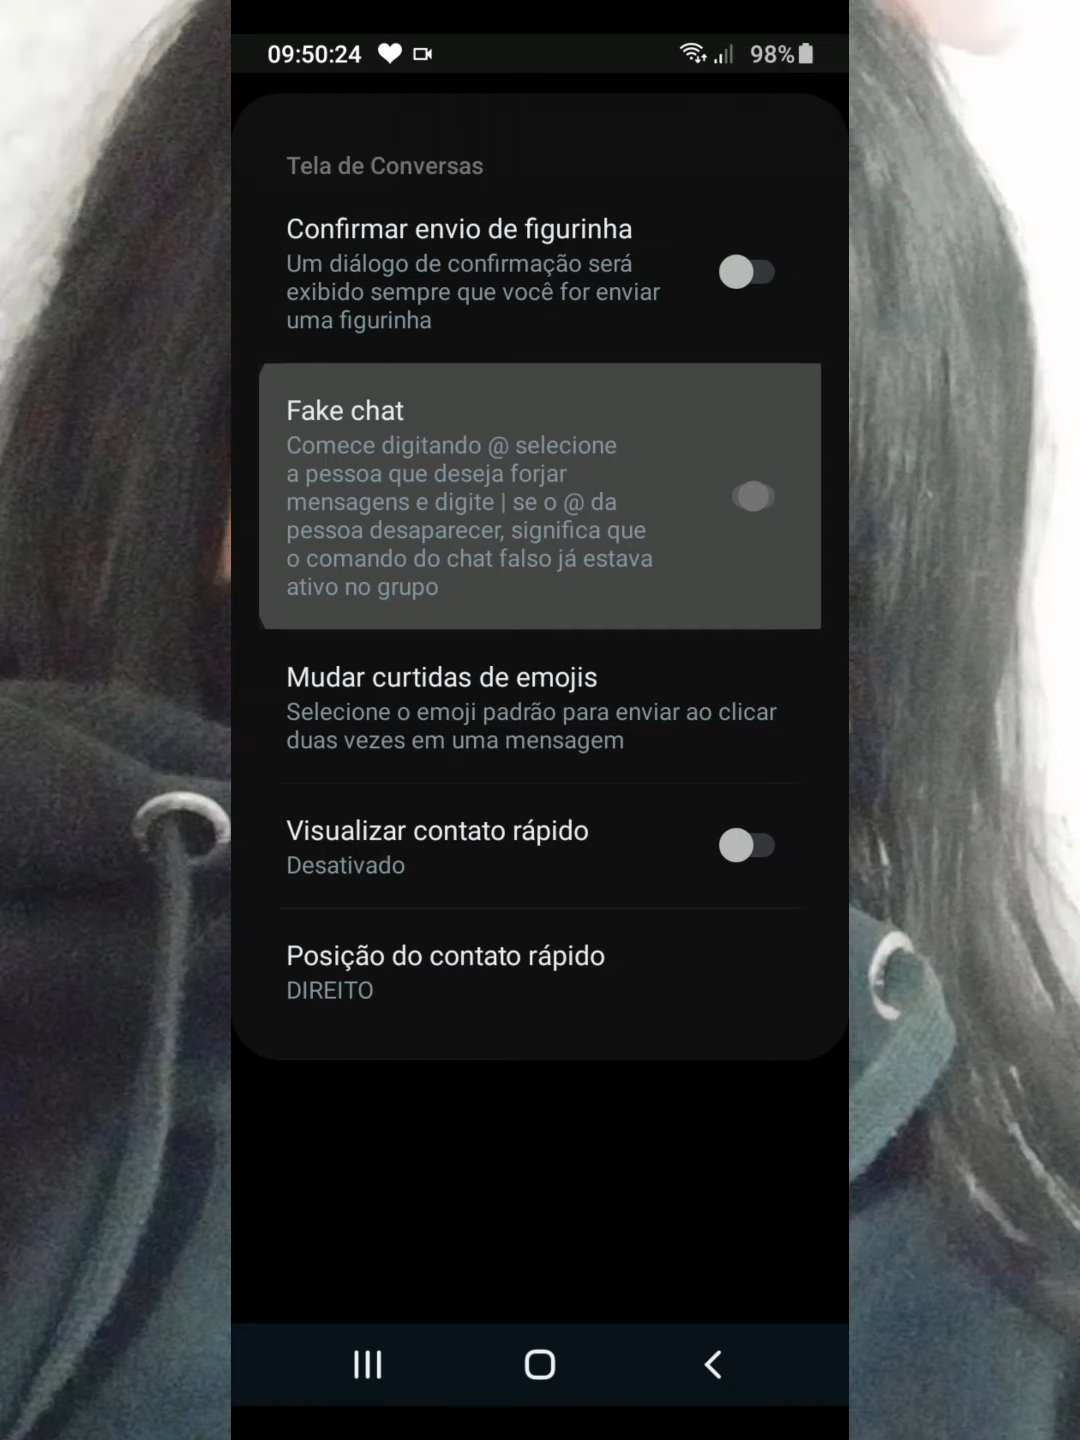 09:50:24
98%
Tela de Conversas
Confirmar envio de figurinha
Um diálogo de confirmação será
exibido sempre que você for enviar
uma figurinha
Fake chat
Comece digitando @ selecione
a pessoa que deseja forjar
mensagens e digite | se o @ da
pessoa desaparecer, significa que
o comando do chat falso já estava
ativo no grupo
Mudar curtidas de emojis
Selecione o emoji padrão para enviar ao clicar
duas vezes em uma mensagem
Visualizar contato rápido
Desativado
Posição do contato rápido
DIREITO